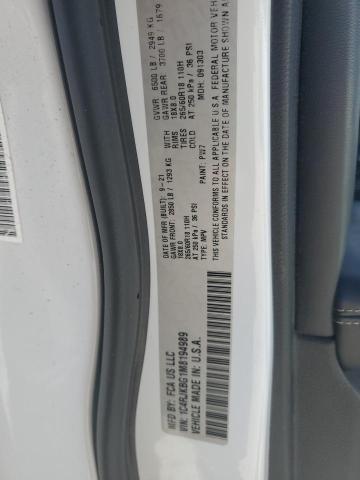 MFD BY: FCA US LLC
VIN: 1C4RJKBG1M8194989
VEHICLE MADE IN: U.S.A.
DATE OF MFR (BUILT): 9-21
GAWR FRONT: 2850 LB / 1293 KG
18X8.0
265/60R18 110H
AT 250 kPa / 36 PSI
TYPE: MPV
GVWR 6500 LB / 2949 KG
GAWR REAR 3700 LB / 1679
WITH 18X8.0
RIMS 265/60R18 110H
TIRES AT 250 kPa / 36 PSI
COLD MDH: 091303
PAINT: PW7
THIS VEHICLE CONFORMS TO ALL APPLICABLE U.S.A. FEDERAL MOTOR VEH
STANDARDS IN EFFECT ON THE DATE OF MANUFACTURE SHOWN A